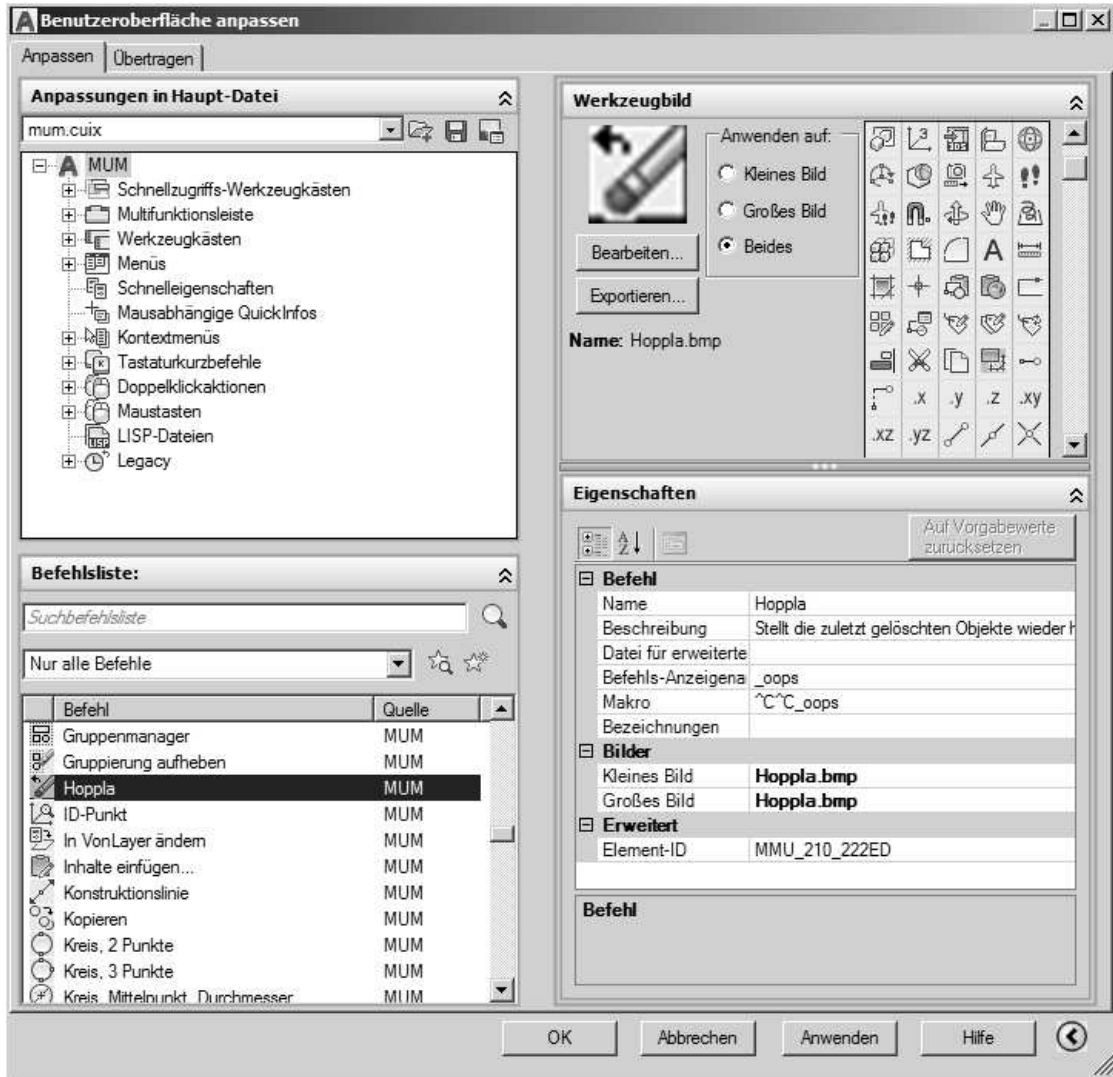 Benutzeroberfläche anpassen
Anpassen
Übertragen
Anpassungen in Haupt-Datei
mum.cuix
MUM
Schnellzugriffs-Werkzeugkästen
Multifunktionsleiste
Werkzeugkästen
Menüs
Schnelleigenschaften
Mausabhängige QuickInfos
Kontextmenüs
Tastaturkurzbefehle
Doppelklickaktionen
Maustasten
LISP-Dateien
Legacy
Befehlsliste:
Suchbefehlsliste
Nur alle Befehle
Befehl Quelle
Gruppenmanager MUM
Gruppierung aufheben MUM
Hoppla MUM
ID-Punkt MUM
In VonLayer ändern MUM
Inhalte einfügen... MUM
Konstruktionslinie MUM
Kopieren MUM
Kreis, 2 Punkte MUM
Kreis, 3 Punkte MUM
Kreis, Mittelpunkt, Durchmesser MUM
Werkzeugbild
Anwenden auf:
Kleines Bild
Großes Bild
Beides
Bearbeiten...
Exportieren...
Name: Hoppla.bmp
.x .y .z .xy
.xz .yz
Eigenschaften
Auf Vorgabewerte
zurücksetzen
Befehl
Name Hoppla
Beschreibung Stellt die zuletzt gelöschten Objekte wieder h
Datei für erweiterte
Befehls-Anzeigena _oops
Makro ^C^C_oops
Bezeichnungen
Bilder
Kleines Bild Hoppla.bmp
Großes Bild Hoppla.bmp
Erweitert
Element-ID MMU_210_222ED
Befehl
OK
Abbrechen
Anwenden
Hilfe